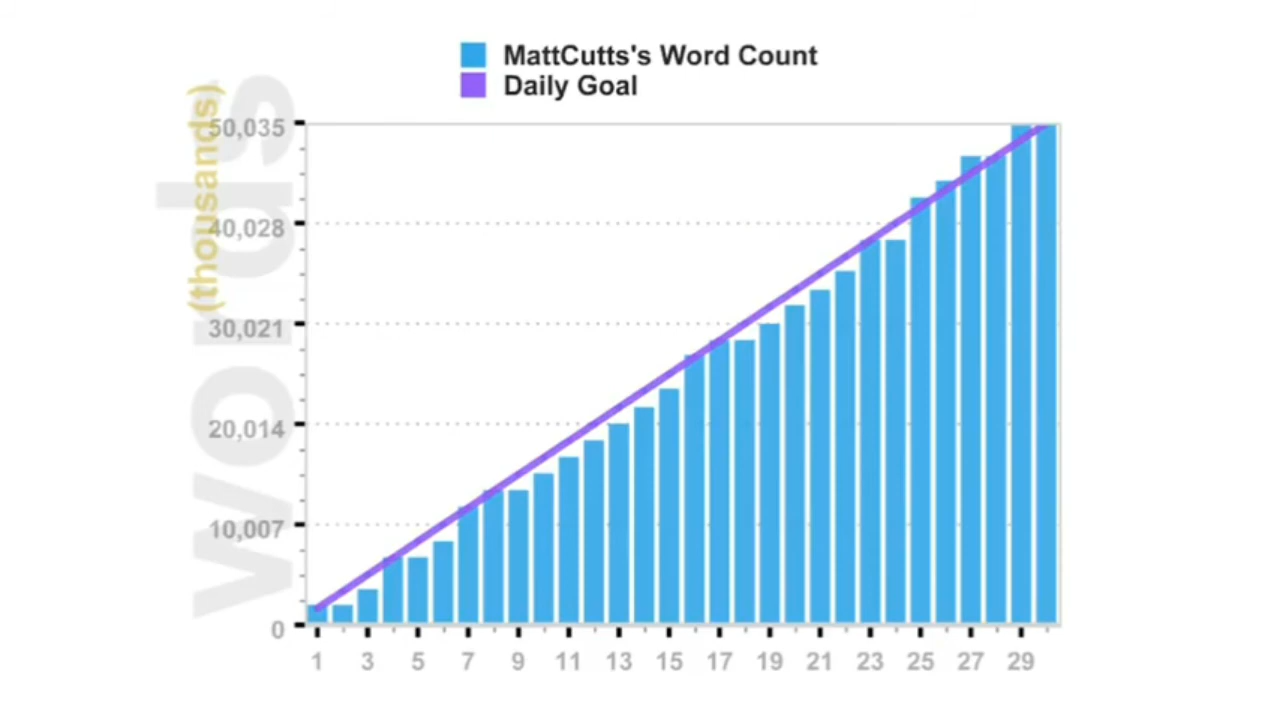 MattCutts's Word Count
Daily Goal
words
(thousands)
50,035
40,028
30,021
20,014
10,007
0
1 3 5 7 9 11 13 15 17 19 21 23 25 27 29